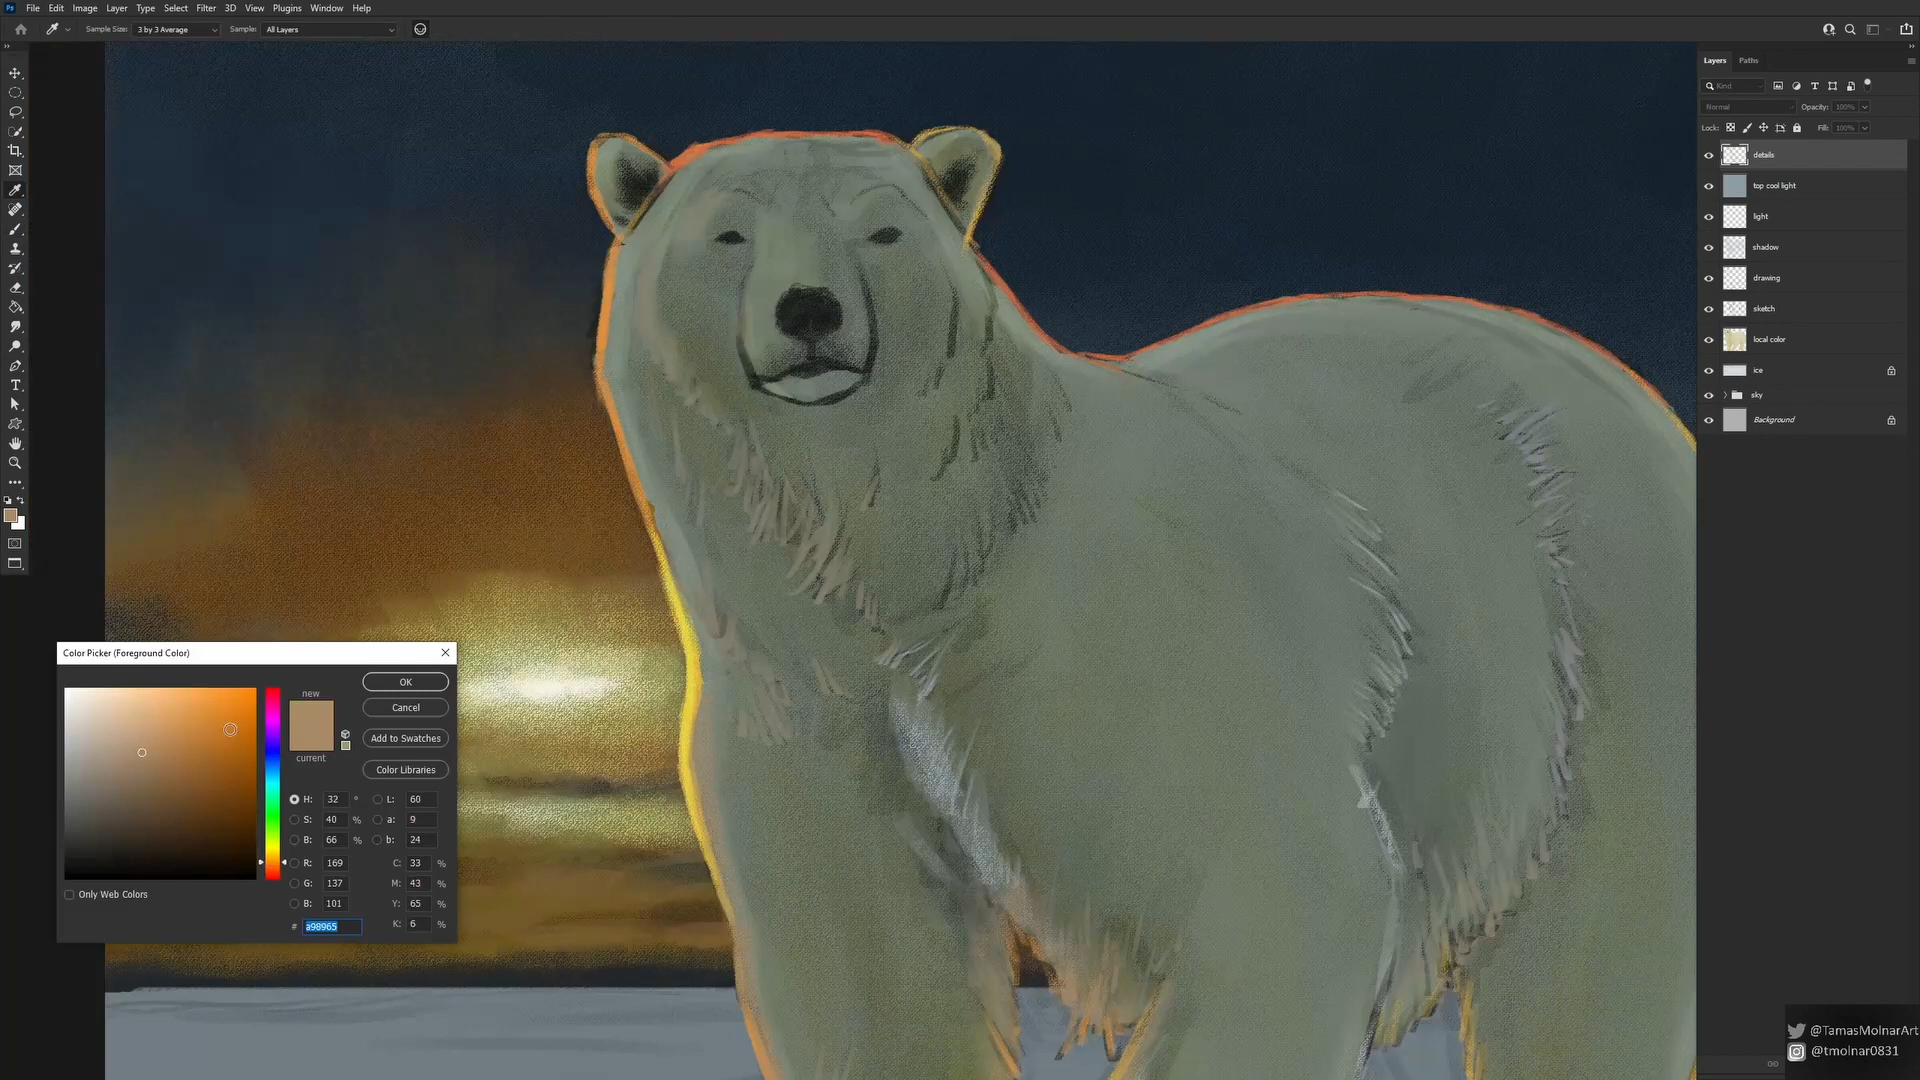 Ps File Edit Image Layer Type Select Filter 3D View Plugins Window Help
Sample Size: 3 by 3 Average Sample: All Layers
Layers Paths
Kind
Normal Opacity: 100%
Lock: Fill: 100%
details
top cool light
light
shadow
drawing
sketch
local color
ice
sky
Background
Color Picker (Foreground Color)
new
current
OK
Cancel
Add to Swatches
Color Libraries
H: 32 ° L: 60
S: 40 % a: 9
B: 66 % b: 24
R: 169 C: 33 %
G: 137 M: 43 %
B: 101 Y: 65 %
# a98965 K: 6 %
Only Web Colors
@TamasMolnarArt
@tmolnar0831